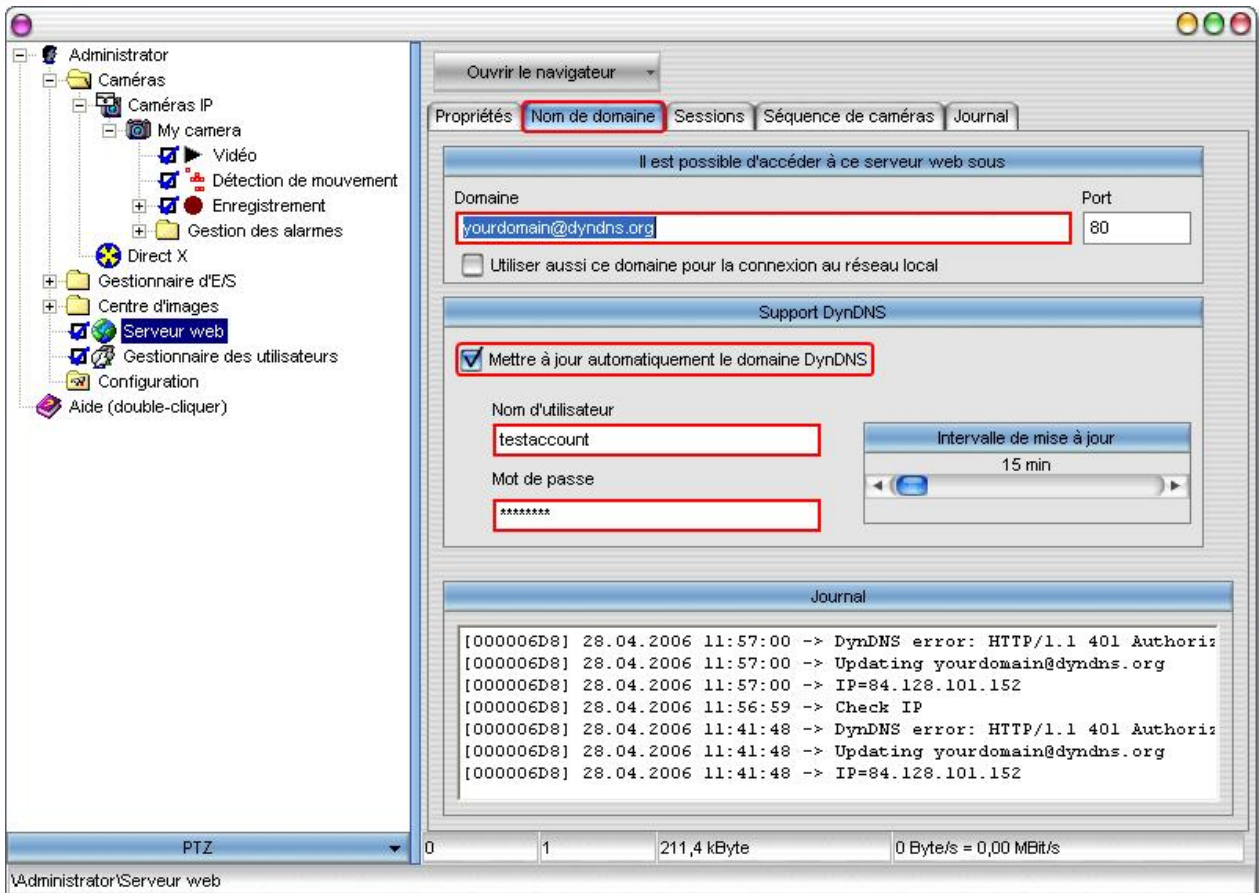 Administrator
Caméras
Caméras IP
My camera
Vidéo
Détection de mouvement
Enregistrement
Gestion des alarmes
Direct X
Gestionnaire d'E/S
Centre d'images
Serveur web
Gestionnaire des utilisateurs
Configuration
Aide (double-cliquer)
PTZ
Ouvrir le navigateur
Propriétés Nom de domaine Sessions Séquence de caméras Journal
Il est possible d'accéder à ce serveur web sous
Domaine Port
yourdomain@dyndns.org 80
Utiliser aussi ce domaine pour la connexion au réseau local
Support DynDNS
Mettre à jour automatiquement le domaine DynDNS
Nom d'utilisateur
testaccount
Mot de passe
********
Intervalle de mise à jour
15 min
Journal
[000006D8] 28.04.2006 11:57:00 -> DynDNS error: HTTP/1.1 401 Authoriz
[000006D8] 28.04.2006 11:57:00 -> Updating yourdomain@dyndns.org
[000006D8] 28.04.2006 11:57:00 -> IP=84.128.101.152
[000006D8] 28.04.2006 11:56:59 -> Check IP
[000006D8] 28.04.2006 11:41:48 -> DynDNS error: HTTP/1.1 401 Authoriz
[000006D8] 28.04.2006 11:41:48 -> Updating yourdomain@dyndns.org
[000006D8] 28.04.2006 11:41:48 -> IP=84.128.101.152
0 1 211,4 kByte 0 Byte/s = 0,00 MBit/s
\Administrator\Serveur web